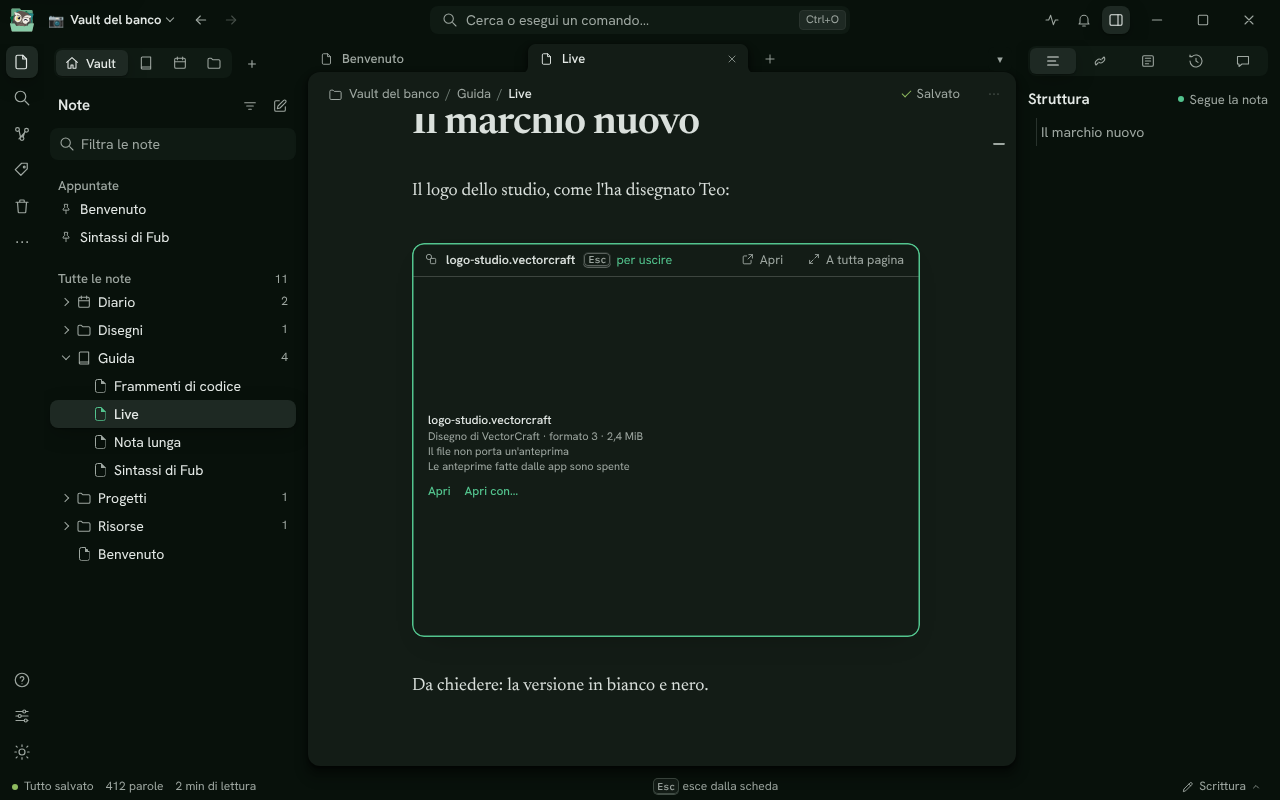 Vault del banco
Cerca o esegui un comando...
Ctrl+O
Vault
Benvenuto
Live
Note
Filtra le note
Appuntate
Benvenuto
Sintassi di Fub
Tutte le note 11
Diario 2
Disegni 1
Guida 4
Frammenti di codice
Live
Nota lunga
Sintassi di Fub
Progetti 1
Risorse 1
Benvenuto
Vault del banco / Guida / Live
Salvato
Il marchio nuovo
Il logo dello studio, come l'ha disegnato Teo:
logo-studio.vectorcraft Esc per uscire Apri A tutta pagina
logo-studio.vectorcraft
Disegno di VectorCraft · formato 3 · 2,4 MiB
Il file non porta un'anteprima
Le anteprime fatte dalle app sono spente
Apri Apri con...
Da chiedere: la versione in bianco e nero.
Struttura
Segue la nota
Il marchio nuovo
Tutto salvato 412 parole 2 min di lettura
Esc esce dalla scheda
Scrittura